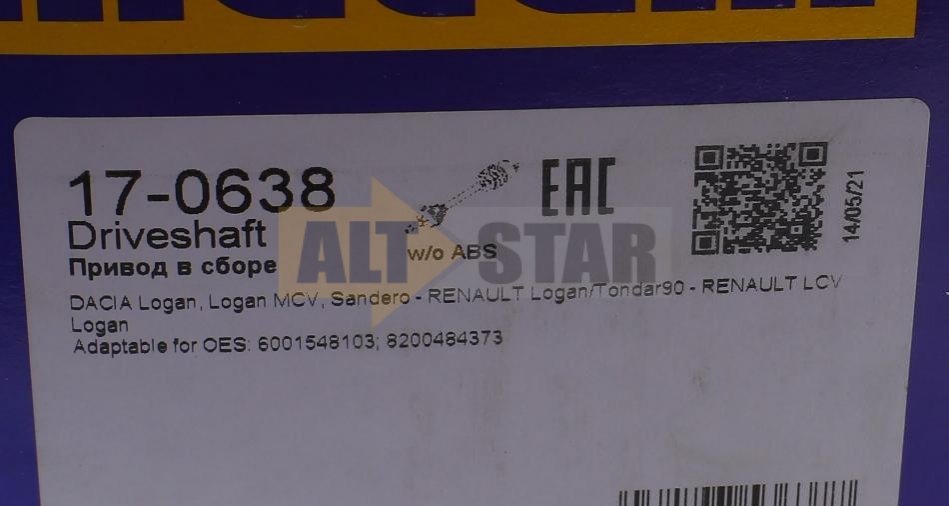 17-0638
EAC
Driveshaft
w/o ABS
Привод в сборе
14/05/21
ALT STAR
DACIA Logan, Logan MCV, Sandero - RENAULT Logan/Tondar90 - RENAULT LCV
Logan
Adaptable for OES: 6001548103; 8200484373